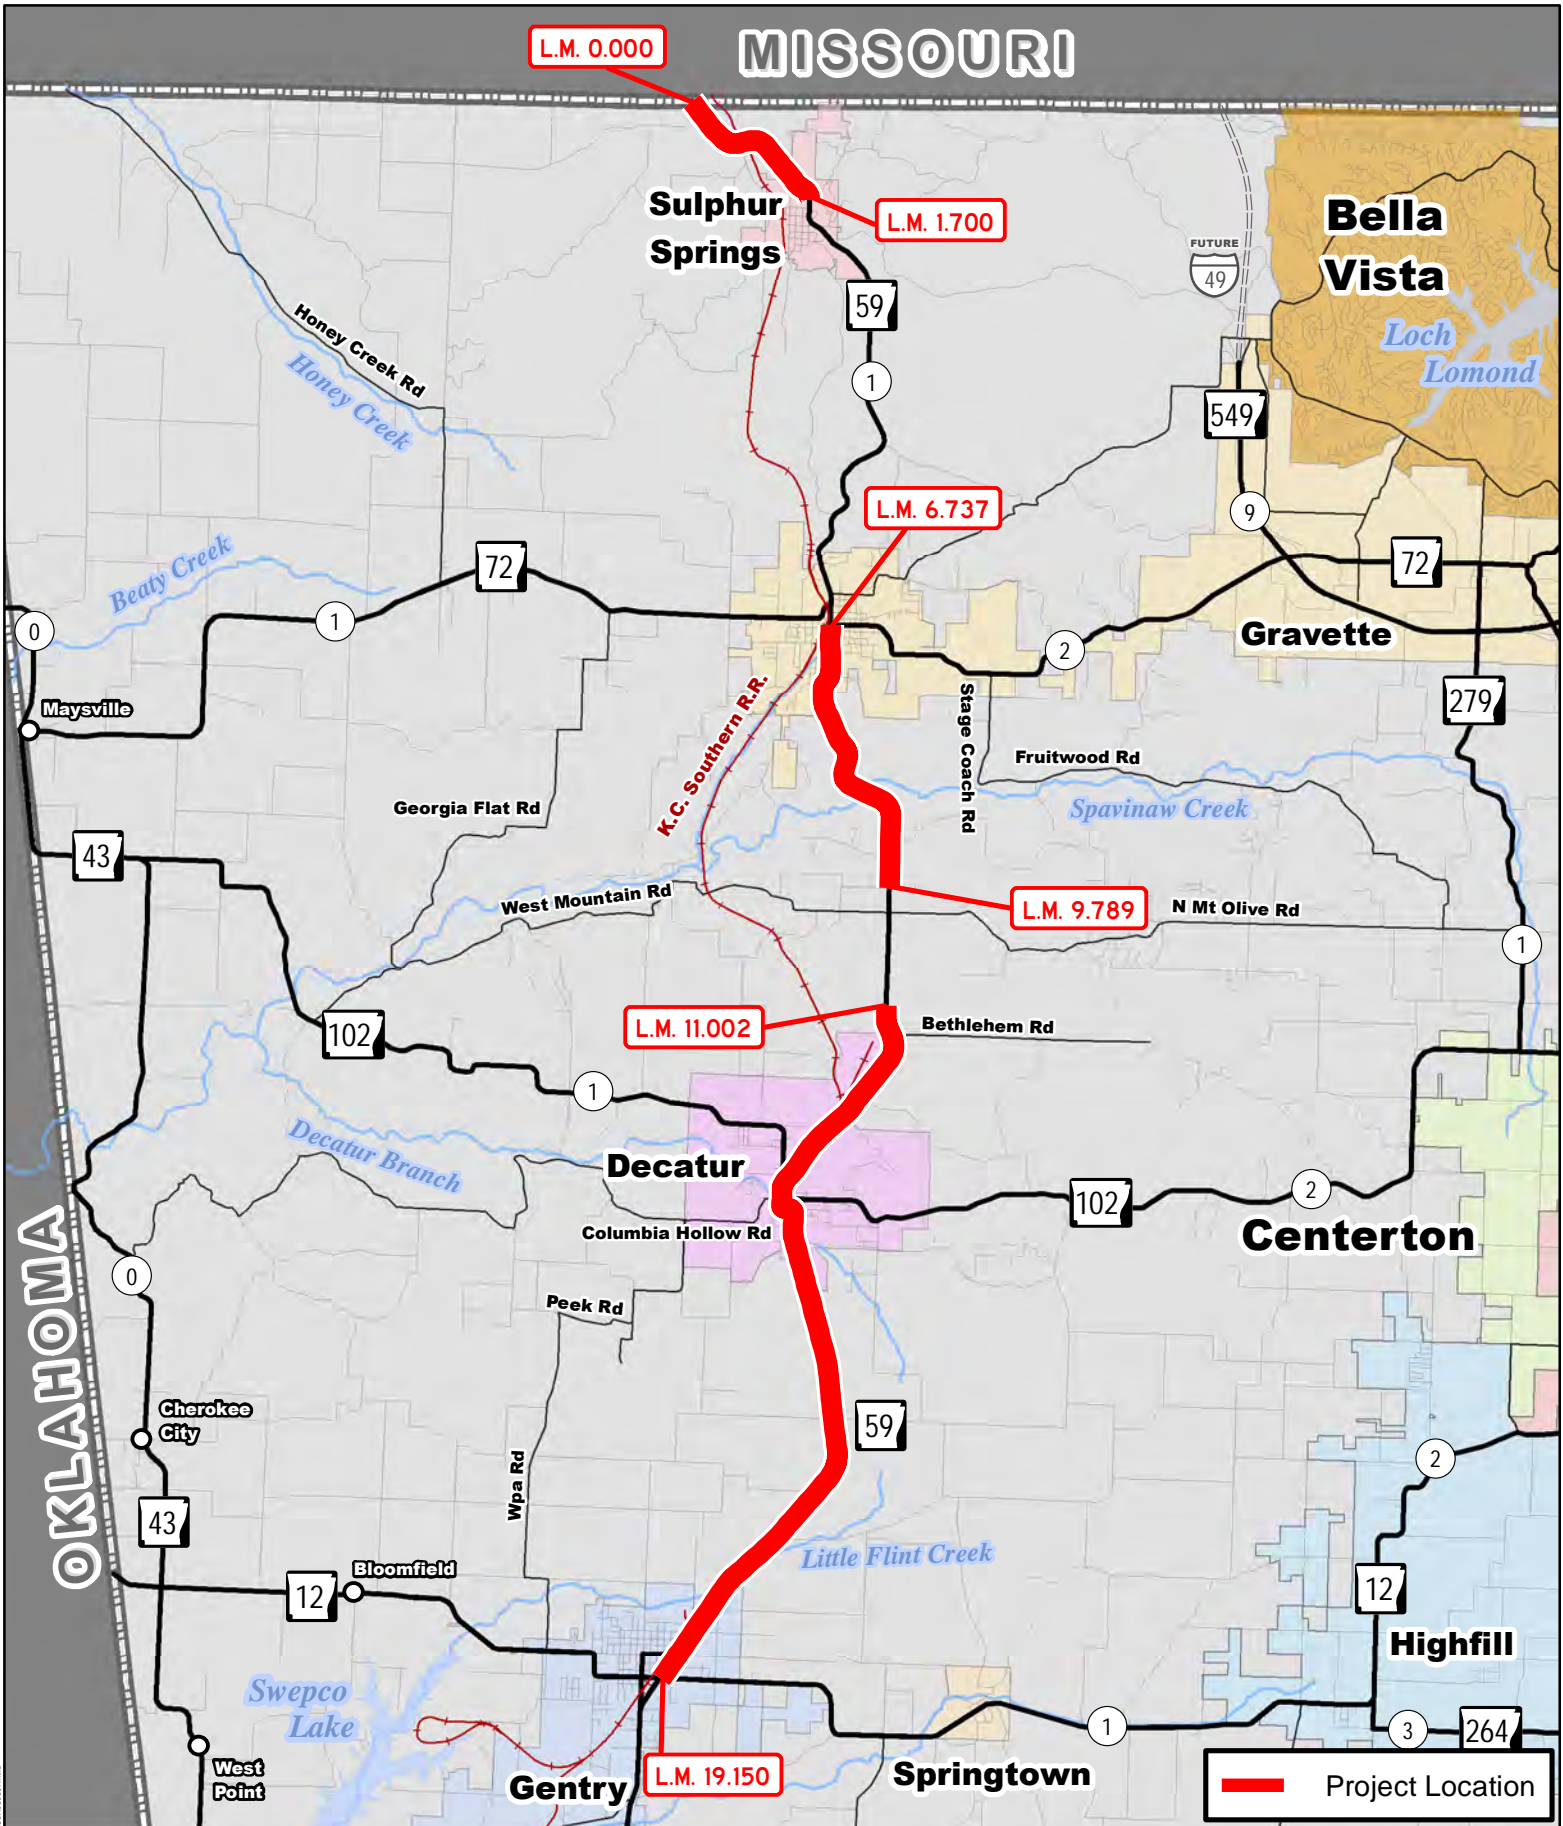 MISSOURI
L.M. 0.000
Sulphur
Springs
L.M. 1.700
Bella
Vista
FUTURE
49
Loch
Lomond
59
1
Honey Creek Rd
Honey Creek
549
9
L.M. 6.737
Beaty Creek
72
72
0
1
2
Gravette
Maysville
K.C. Southern R.R.
Stage Coach Rd
279
Fruitwood Rd
Georgia Flat Rd
Spavinaw Creek
43
West Mountain Rd
L.M. 9.789
N Mt Olive Rd
1
L.M. 11.002
Bethlehem Rd
102
1
Decatur Branch
Decatur
102
2
Columbia Hollow Rd
Centerton
OKLAHOMA
0
Peek Rd
Cherokee
City
59
2
Wpa Rd
43
Little Flint Creek
Bloomfield
12
12
Highfill
Swepco
Lake
1
3
264
West
Point
Gentry
L.M. 19.150
Springtown
Project Location